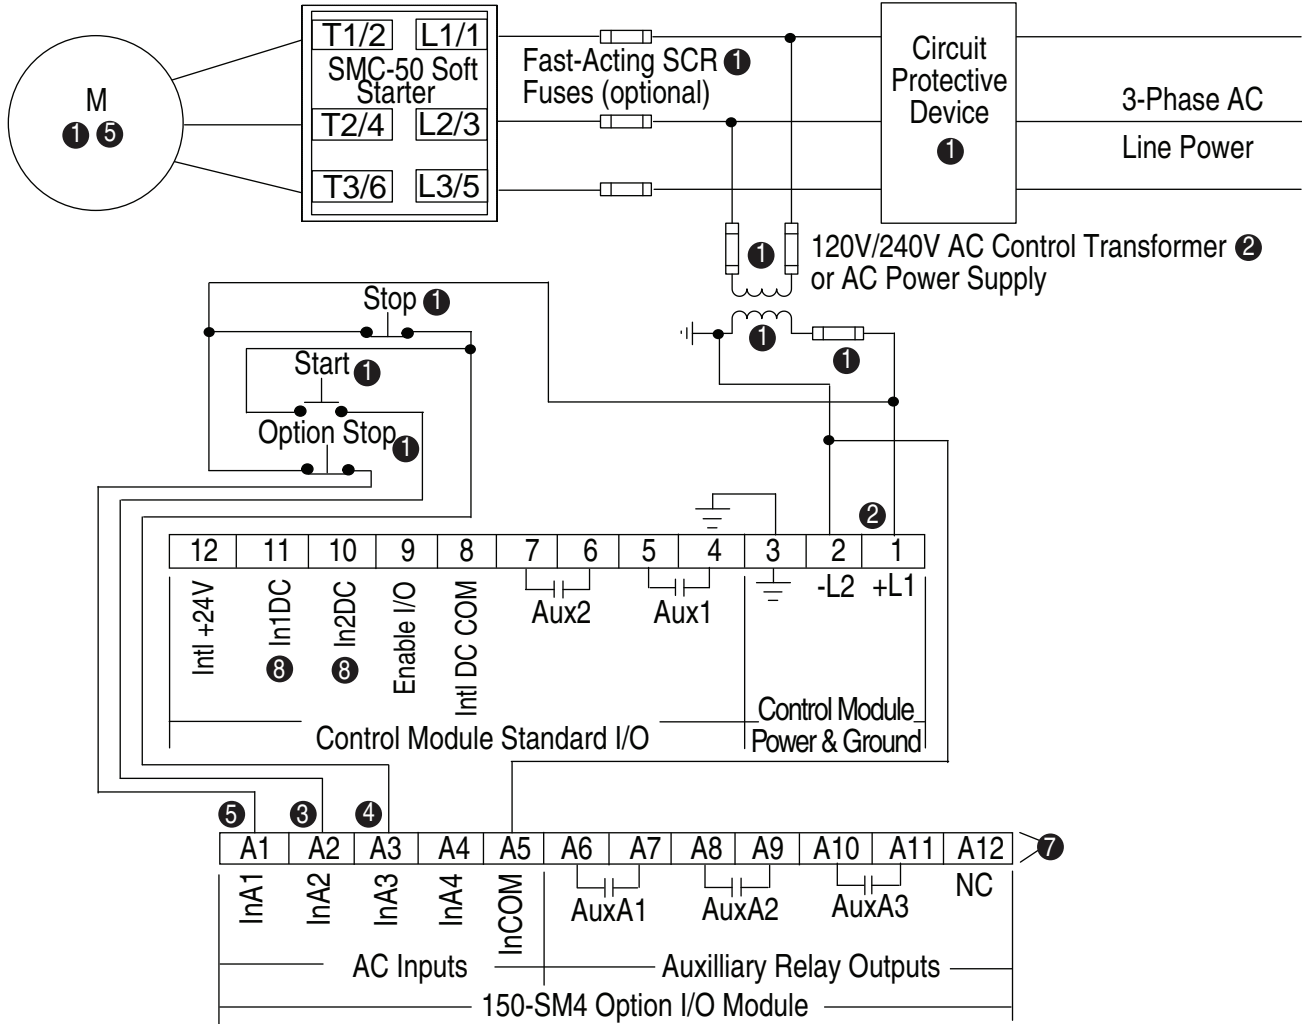 T1/2 L1/1
SMC-50 Soft
Starter
T2/4 L2/3
T3/6 L3/5
M
❶ ❺
Fast-Acting SCR ❶
Fuses (optional)
Circuit
Protective
Device
❶
3-Phase AC
Line Power
❶
120V/240V AC Control Transformer ❷
or AC Power Supply
❶
❶
Stop ❶
Start ❶
Option Stop ❶
❷
12 11 10 9 8 7 6 5 4 3 2 1
Intl +24V
❽ In1DC
❽ In2DC
Enable I/O
Intl DC COM
Aux2
Aux1
-L2 +L1
Control Module Standard I/O
Control Module
Power & Ground
❺ ❸ ❹
A1 A2 A3 A4 A5 A6 A7 A8 A9 A10 A11 A12
❼
InA1
InA2
InA3
InA4
InCOM
AuxA1
AuxA2
AuxA3
NC
AC Inputs
Auxilliary Relay Outputs
150-SM4 Option I/O Module